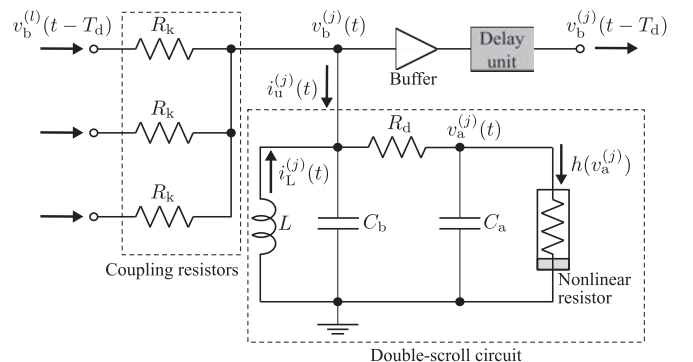 v_b^{(l)}(t − T_d)
R_k
v_b^{(j)}(t)
Buffer
Delay
unit
v_b^{(j)}(t − T_d)
i_u^{(j)}(t)
R_k
R_d
v_a^{(j)}(t)
h(v_a^{(j)})
i_L^{(j)}(t)
R_k
L
C_b
C_a
Coupling resistors
Nonlinear
resistor
Double-scroll circuit